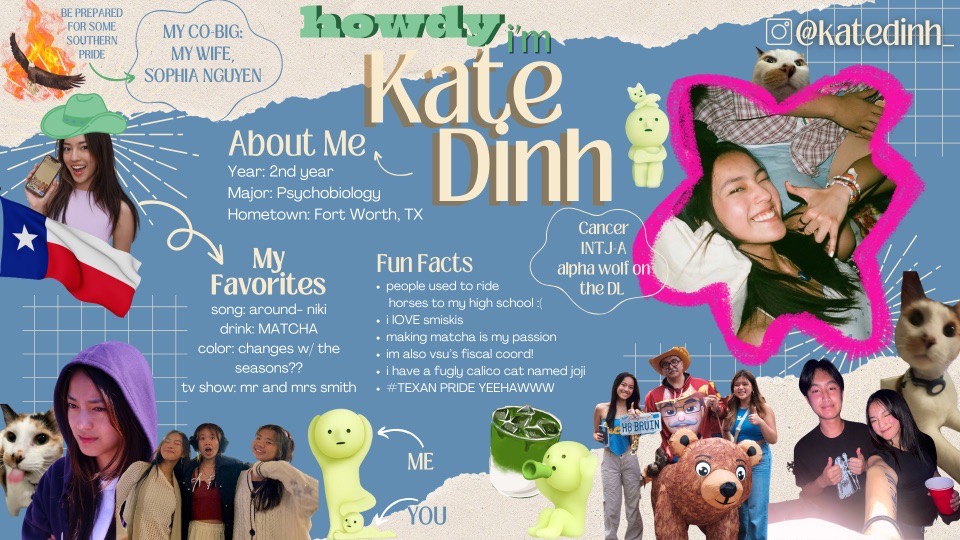 BE PREPARED
FOR SOME
SOUTHERN
PRIDE
MY CO-BIG:
MY WIFE,
SOPHIA NGUYEN
howdy
i'm
Kate
Dinh
@katedinh_
About Me
Year: 2nd year
Major: Psychobiology
Hometown: Fort Worth, TX
My
Favorites
song: around- niki
drink: MATCHA
color: changes w/ the
seasons??
tv show: mr and mrs smith
Fun Facts
• people used to ride
horses to my high school :(
• i lOVE smiskis
• making matcha is my passion
• im also vsu's fiscal coord!
• i have a fugly calico cat named joji
• #TEXAN PRIDE YEEHAWWW
Cancer
INTJ-A
alpha wolf on
the DL
ME
YOU
H8 BRUIN